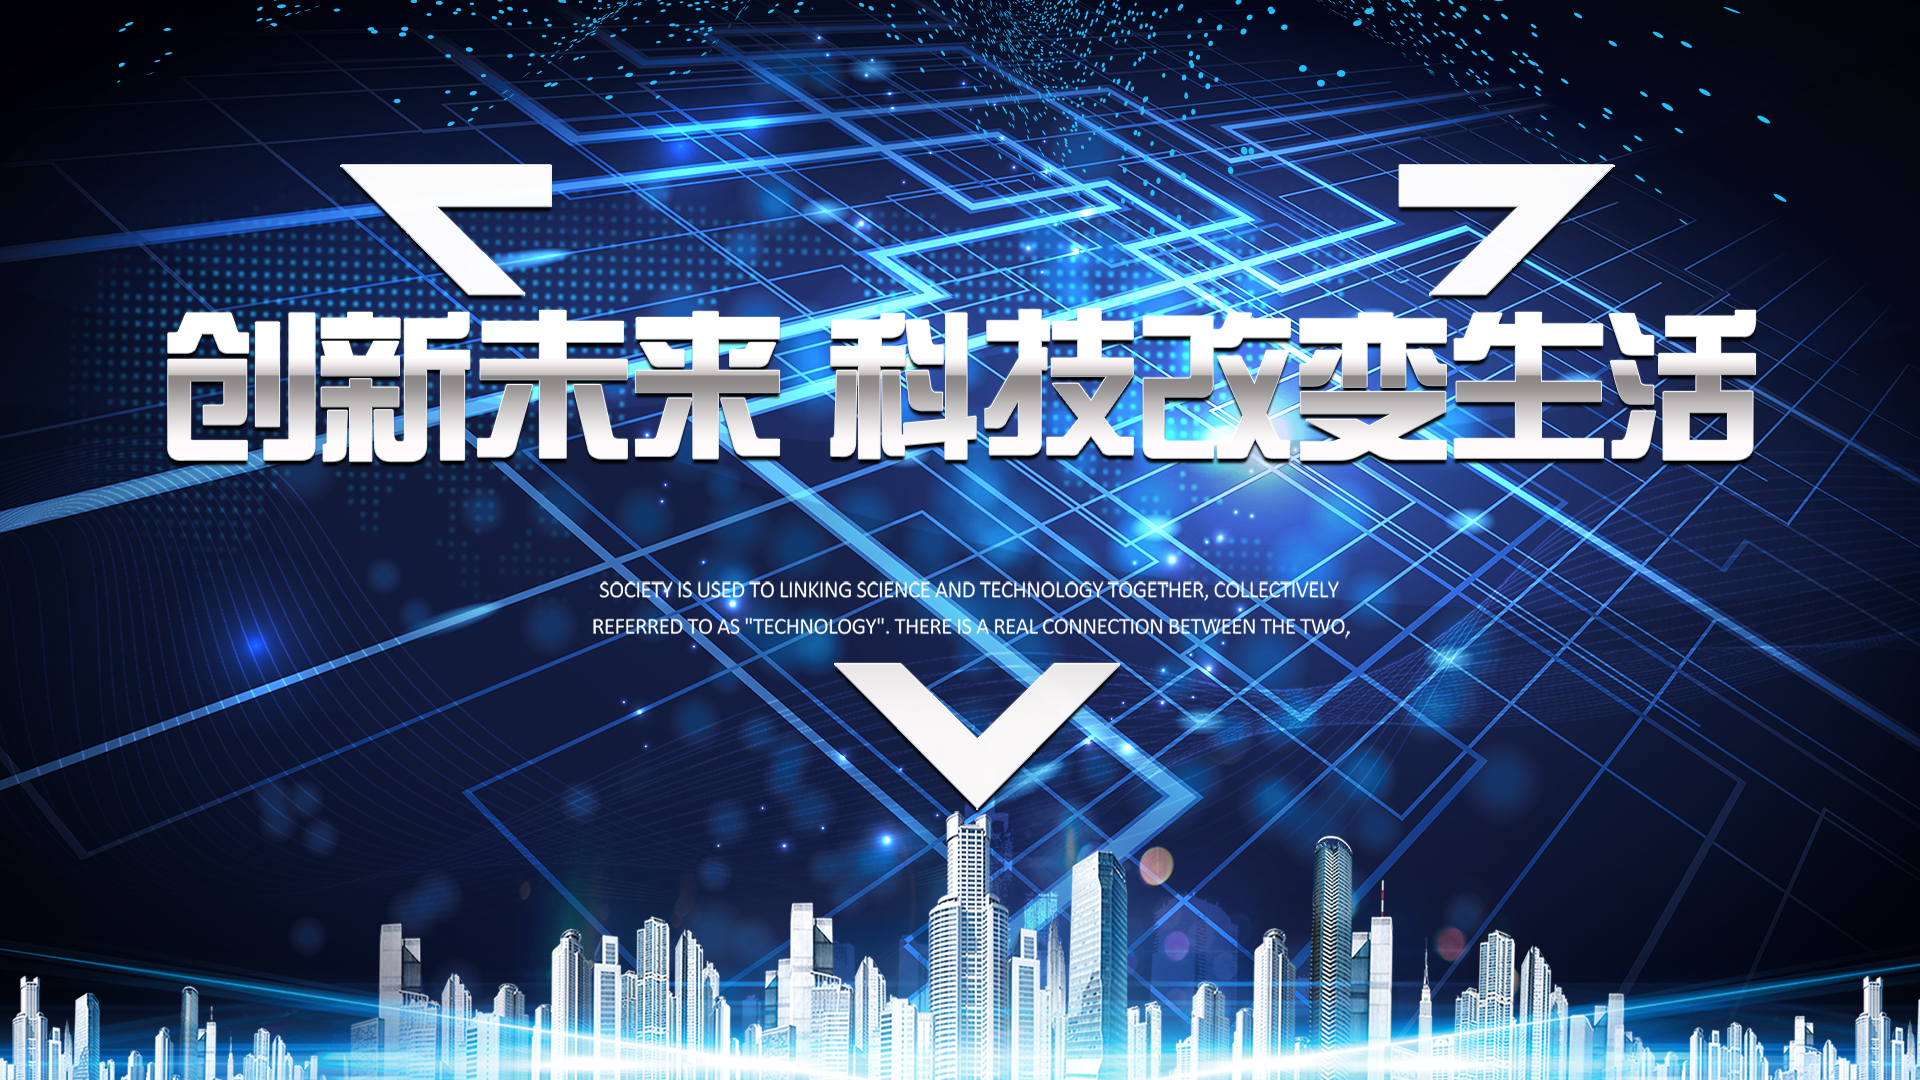 创新未来 科技改变生活
SOCIETY IS USED TO LINKING SCIENCE AND TECHNOLOGY TOGETHER, COLLECTIVELY
REFERRED TO AS "TECHNOLOGY". THERE IS A REAL CONNECTION BETWEEN THE TWO,